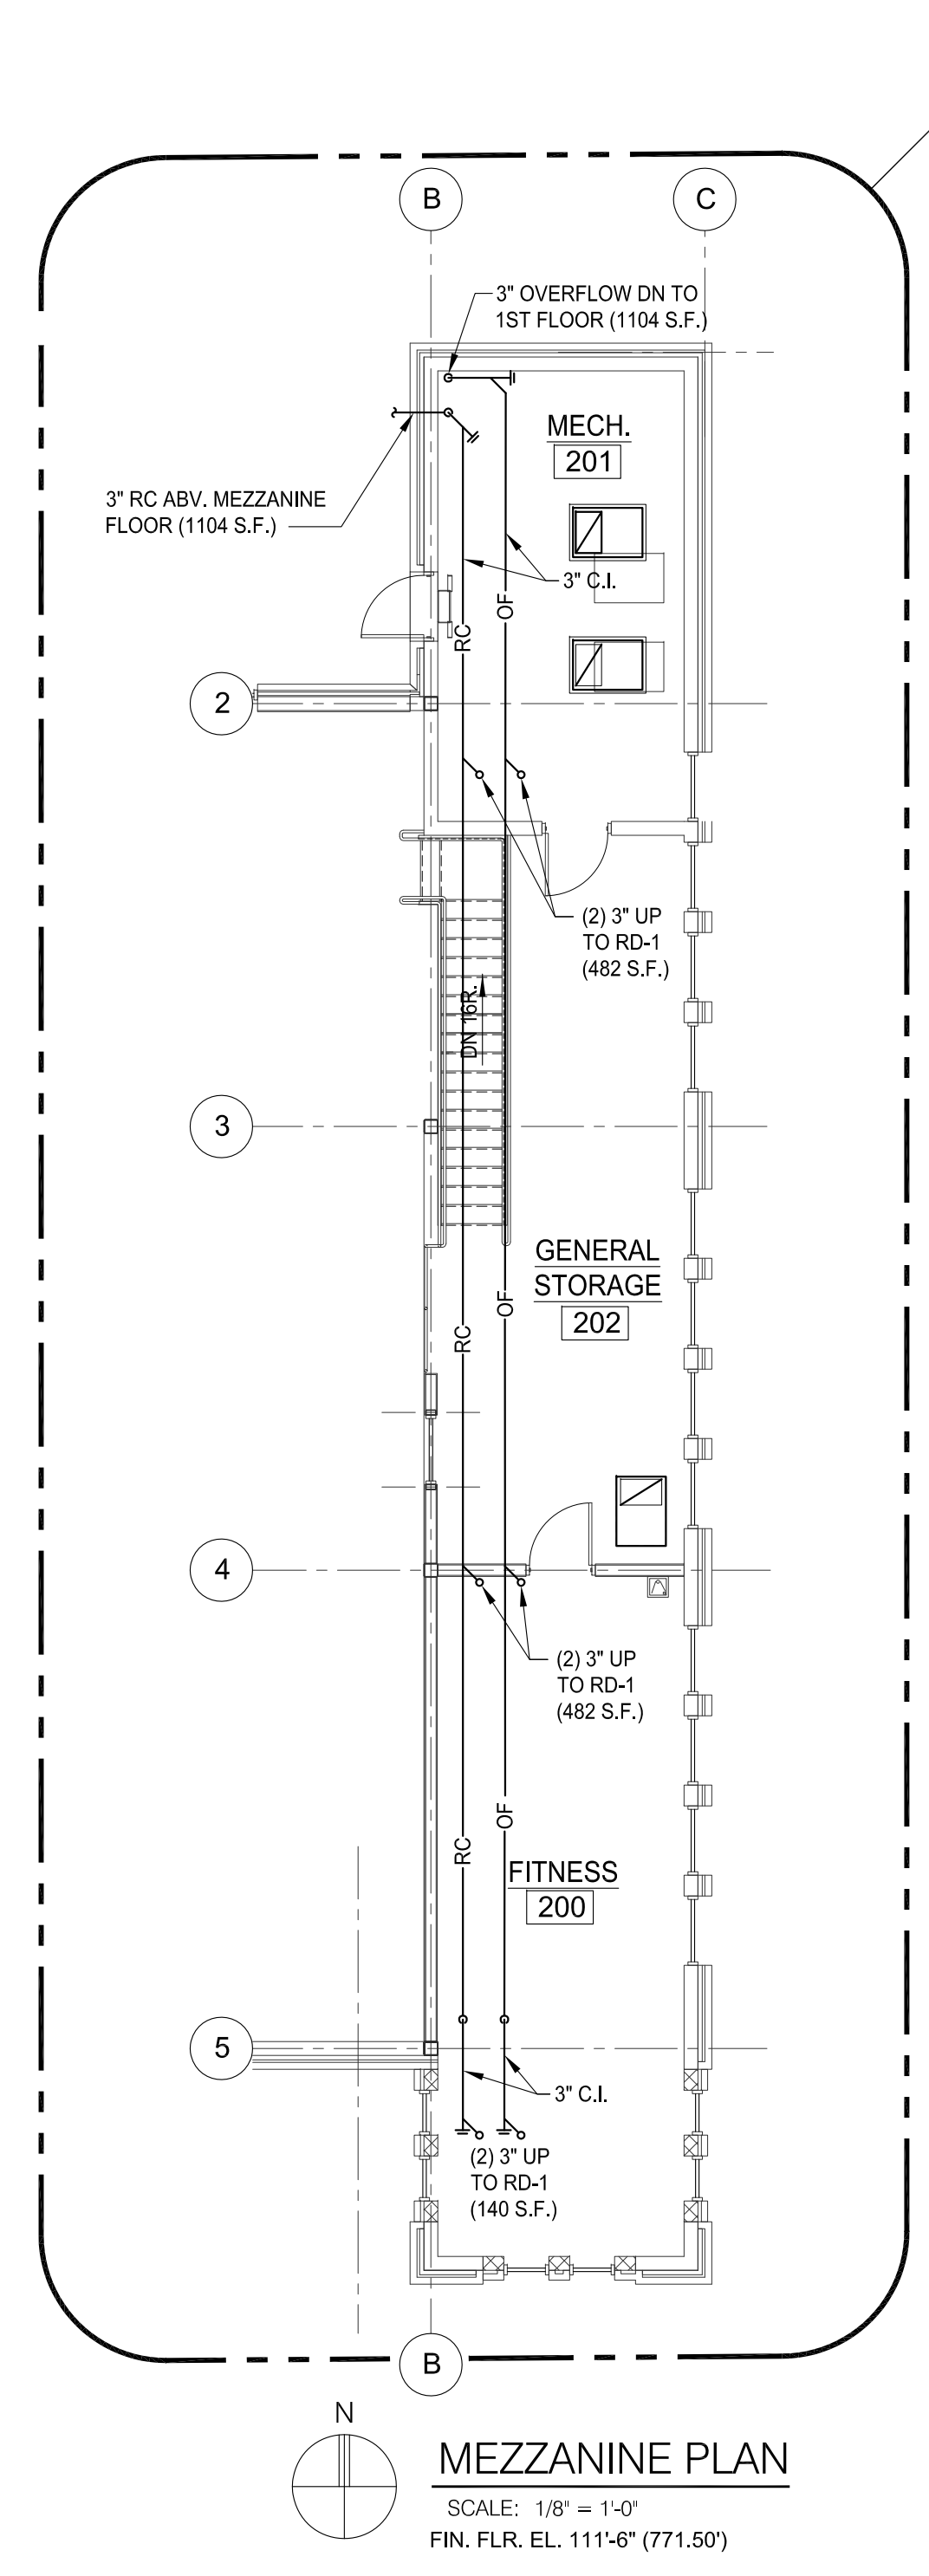 B
C
3" OVERFLOW DN TO
1ST FLOOR (1104 S.F.)
MECH.
201
3" RC ABV. MEZZANINE
FLOOR (1104 S.F.)
3" C.I.
OF
RC
2
(2) 3" UP
TO RD-1
(482 S.F.)
DN 16R.
3
GENERAL
STORAGE
202
OF
RC
4
(2) 3" UP
TO RD-1
(482 S.F.)
OF
RC
FITNESS
200
5
3" C.I.
(2) 3" UP
TO RD-1
(140 S.F.)
B
N
MEZZANINE PLAN
SCALE: 1/8" = 1'-0"
FIN. FLR. EL. 111'-6" (771.50')